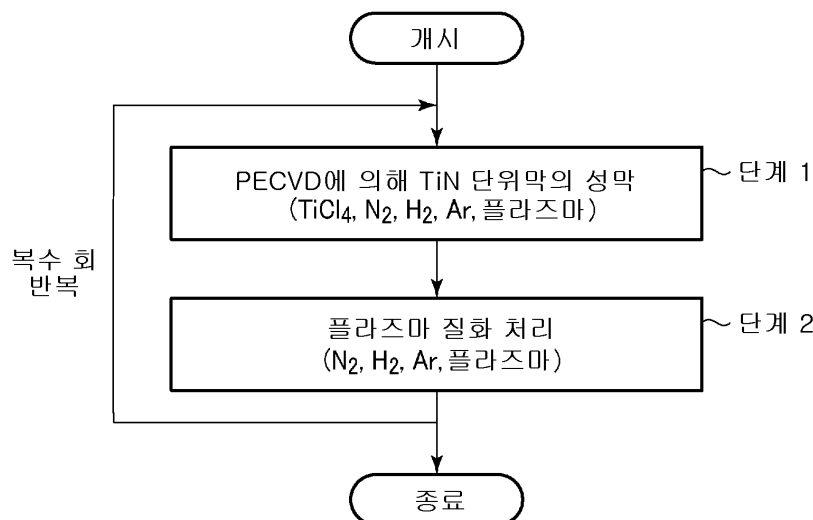 개시
PECVD에 의해 TiN 단위막의 성막
(TiCl4, N2, H2, Ar, 플라즈마)
단계 1
복수 회
반복
플라즈마 질화 처리
(N2, H2, Ar, 플라즈마)
단계 2
종료